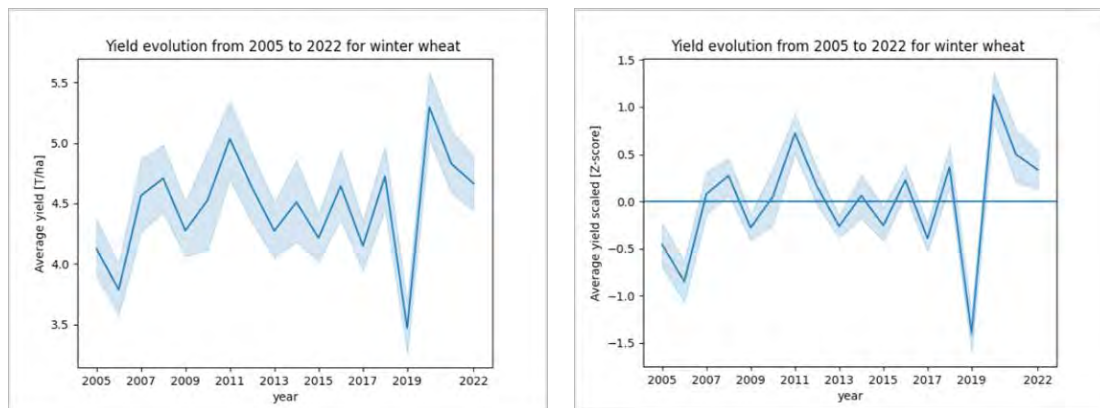 Yield evolution from 2005 to 2022 for winter wheat
Average yield [T/ha]
5.5
5.0
4.5
4.0
3.5
2005 2007 2009 2011 2013 2015 2017 2019 2022
year
Yield evolution from 2005 to 2022 for winter wheat
Average yield scaled [Z-score]
1.5
1.0
0.5
0.0
−0.5
−1.0
−1.5
2005 2007 2009 2011 2013 2015 2017 2019 2022
year